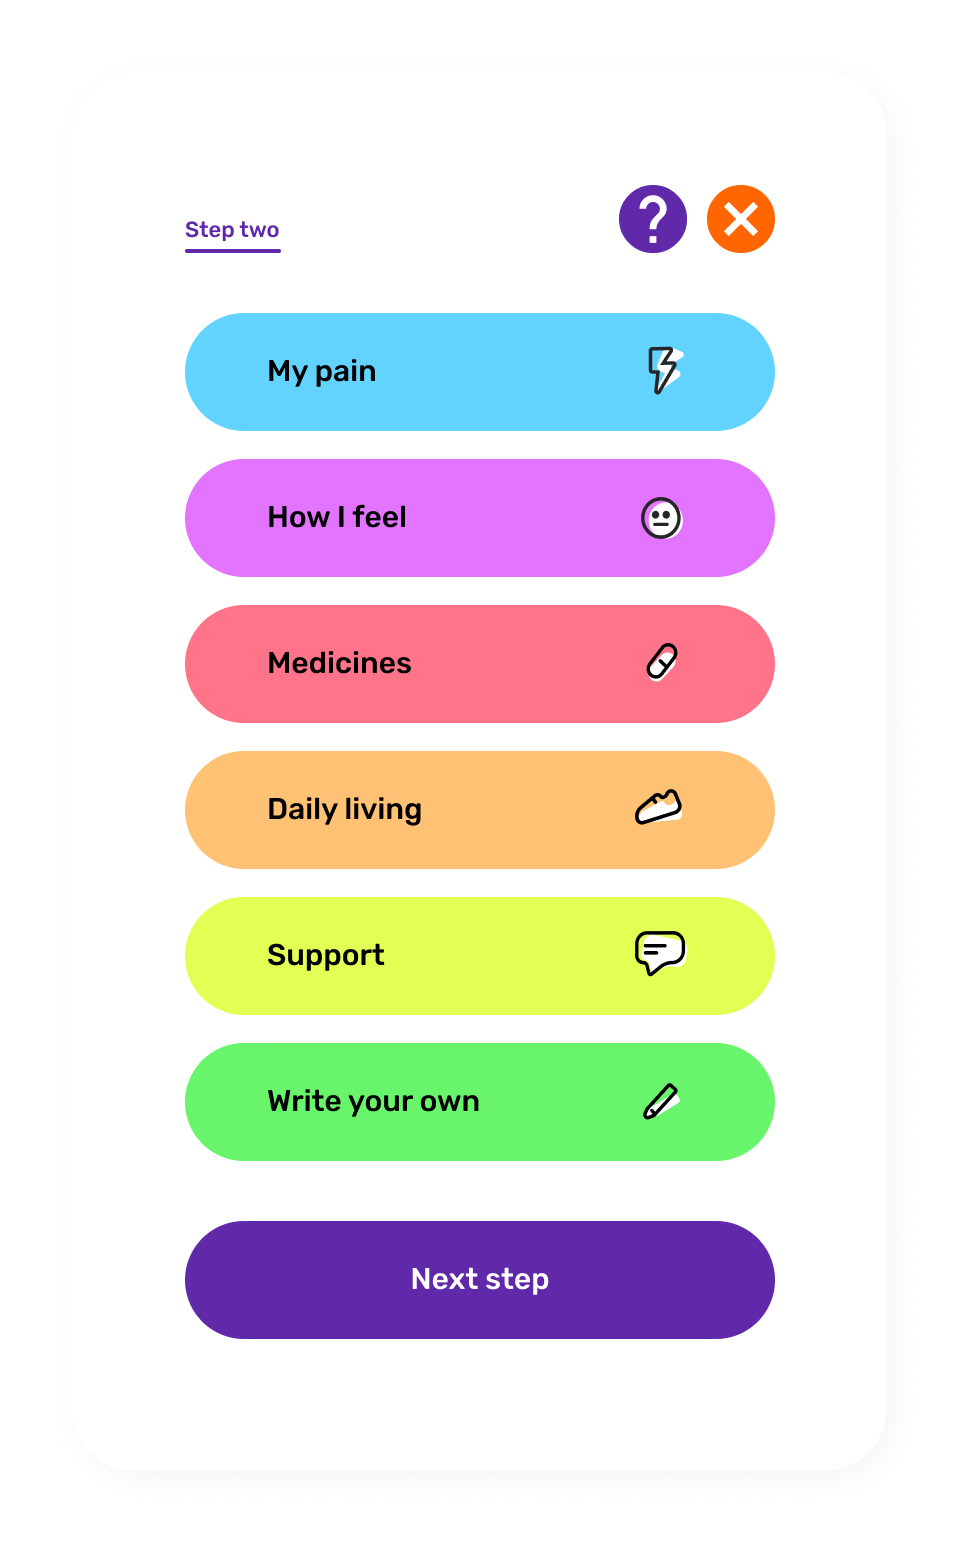 Step two
My pain
How I feel
Medicines
Daily living
Support
Write your own
Next step